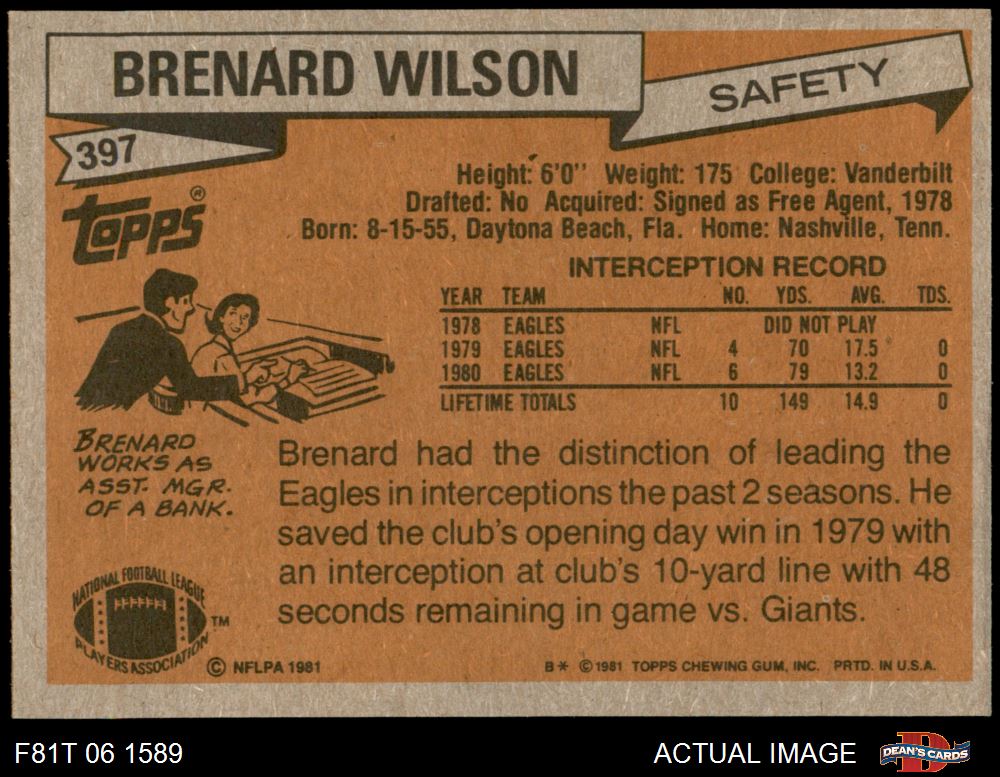 BRENARD WILSON
SAFETY
397
Topps®
Height: 6'0" Weight: 175 College: Vanderbilt
Drafted: No Acquired: Signed as Free Agent, 1978
Born: 8-15-55, Daytona Beach, Fla. Home: Nashville, Tenn.
INTERCEPTION RECORD
YEAR TEAM NO. YDS. AVG. TDS.
1978 EAGLES NFL DID NOT PLAY
1979 EAGLES NFL 4 70 17.5 0
1980 EAGLES NFL 6 79 13.2 0
LIFETIME TOTALS 10 149 14.9 0
BRENARD
WORKS AS
ASST. MGR.
OF A BANK.
Brenard had the distinction of leading the
Eagles in interceptions the past 2 seasons. He
saved the club's opening day win in 1979 with
an interception at club's 10-yard line with 48
seconds remaining in game vs. Giants.
NATIONAL FOOTBALL LEAGUE
PLAYERS ASSOCIATION
TM
© NFLPA 1981
B* © 1981 TOPPS CHEWING GUM, INC. PRTD. IN U.S.A.
F81T 06 1589
ACTUAL IMAGE
D
DEAN'S CARDS